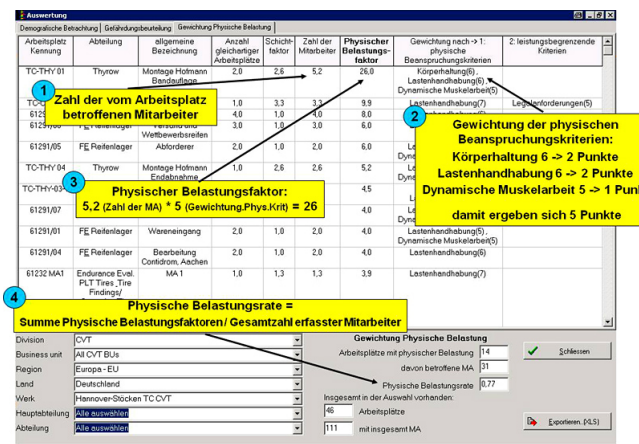 Auswertung
Demografische Betrachtung | Gefährdungsbeurteilung | Gewichtung Physische Belastung
Arbeitsplatz Kennung | Abteilung | allgemeine Bezeichnung | Anzahl gleichartiger Arbeitsplätze | Schicht-faktor | Zahl der Mitarbeiter | Physischer Belastungs-faktor | Gewichtung nach -> 1: physische Beanspruchungskriterien | 2: leistungsbegrenzende Kriterien
TC-THY 01 | Thyrow | Montage Hofmann Bandauflage | 2,0 | 2,6 | 5,2 | 26,0 | Körperhaltung(6), Lastenhandhabung(6), Dynamische Muskelarbeit(5)
1
Zahl der vom Arbeitsplatz
betroffenen Mitarbeiter
1,0 | 3,3 | 3,3 | 9,9 | Lastenhandhabung(7) | Legalanforderungen(5)
4,0 | 1,0 | 4,0 | 8,0
FE Reifenlager | Wettbewerbsreifen | 3,0 | 1,0 | 3,0 | 6,0
61291/05 | FE Reifenlager | Abforderer | 2,0 | 1,0 | 2,0 | 6,0
2
Gewichtung der physischen
Beanspruchungskriterien:
Körperhaltung 6 -> 2 Punkte
Lastenhandhabung 6 -> 2 Punkte
Dynamische Muskelarbeit 5 -> 1 Punkt
damit ergeben sich 5 Punkte
TC-THY 04 | Thyrow | Montage Hofmann Endabnahme | 1,0 | 2,6 | 2,6 | 5,2
TC-THY-03 | 4,5
3
Physischer Belastungsfaktor:
5,2 (Zahl der MA) * 5 (Gewichtung.Phys.Krit) = 26
61291/07 | 4,0
61291/01 | FE Reifenlager | Wareneingang | 2,0 | 1,0 | 2,0 | 4,0 | Lastenhandhabung(5), Dynamische Muskelarbeit(5)
61291/04 | FE Reifenlager | Bearbeitung Contidrom, Aachen | 2,0 | 1,0 | 2,0 | 4,0 | Lastenhandhabung(6)
61232 MA1 | Endurance Eval. PLT Tires, Tire Findings/ | MA 1 | 1,0 | 1,3 | 1,3 | 3,9 | Lastenhandhabung(7)
4
Physische Belastungsrate =
Summe Physische Belastungsfaktoren / Gesamtzahl erfasster Mitarbeiter
Division CVT
Business unit All CVT BUs
Region Europa - EU
Land Deutschland
Werk Hannover-Stöcken TC CVT
Hauptabteilung Alle auswählen
Abteilung Alle auswählen
Gewichtung Physische Belastung
Arbeitsplätze mit physischer Belastung 14
davon betroffene MA 31
Physische Belastungsrate 0,77
Insgesamt in der Auswahl vorhanden:
46 Arbeitsplätze
111 mit insgesamt MA
Schliessen
Exportieren..(XLS)